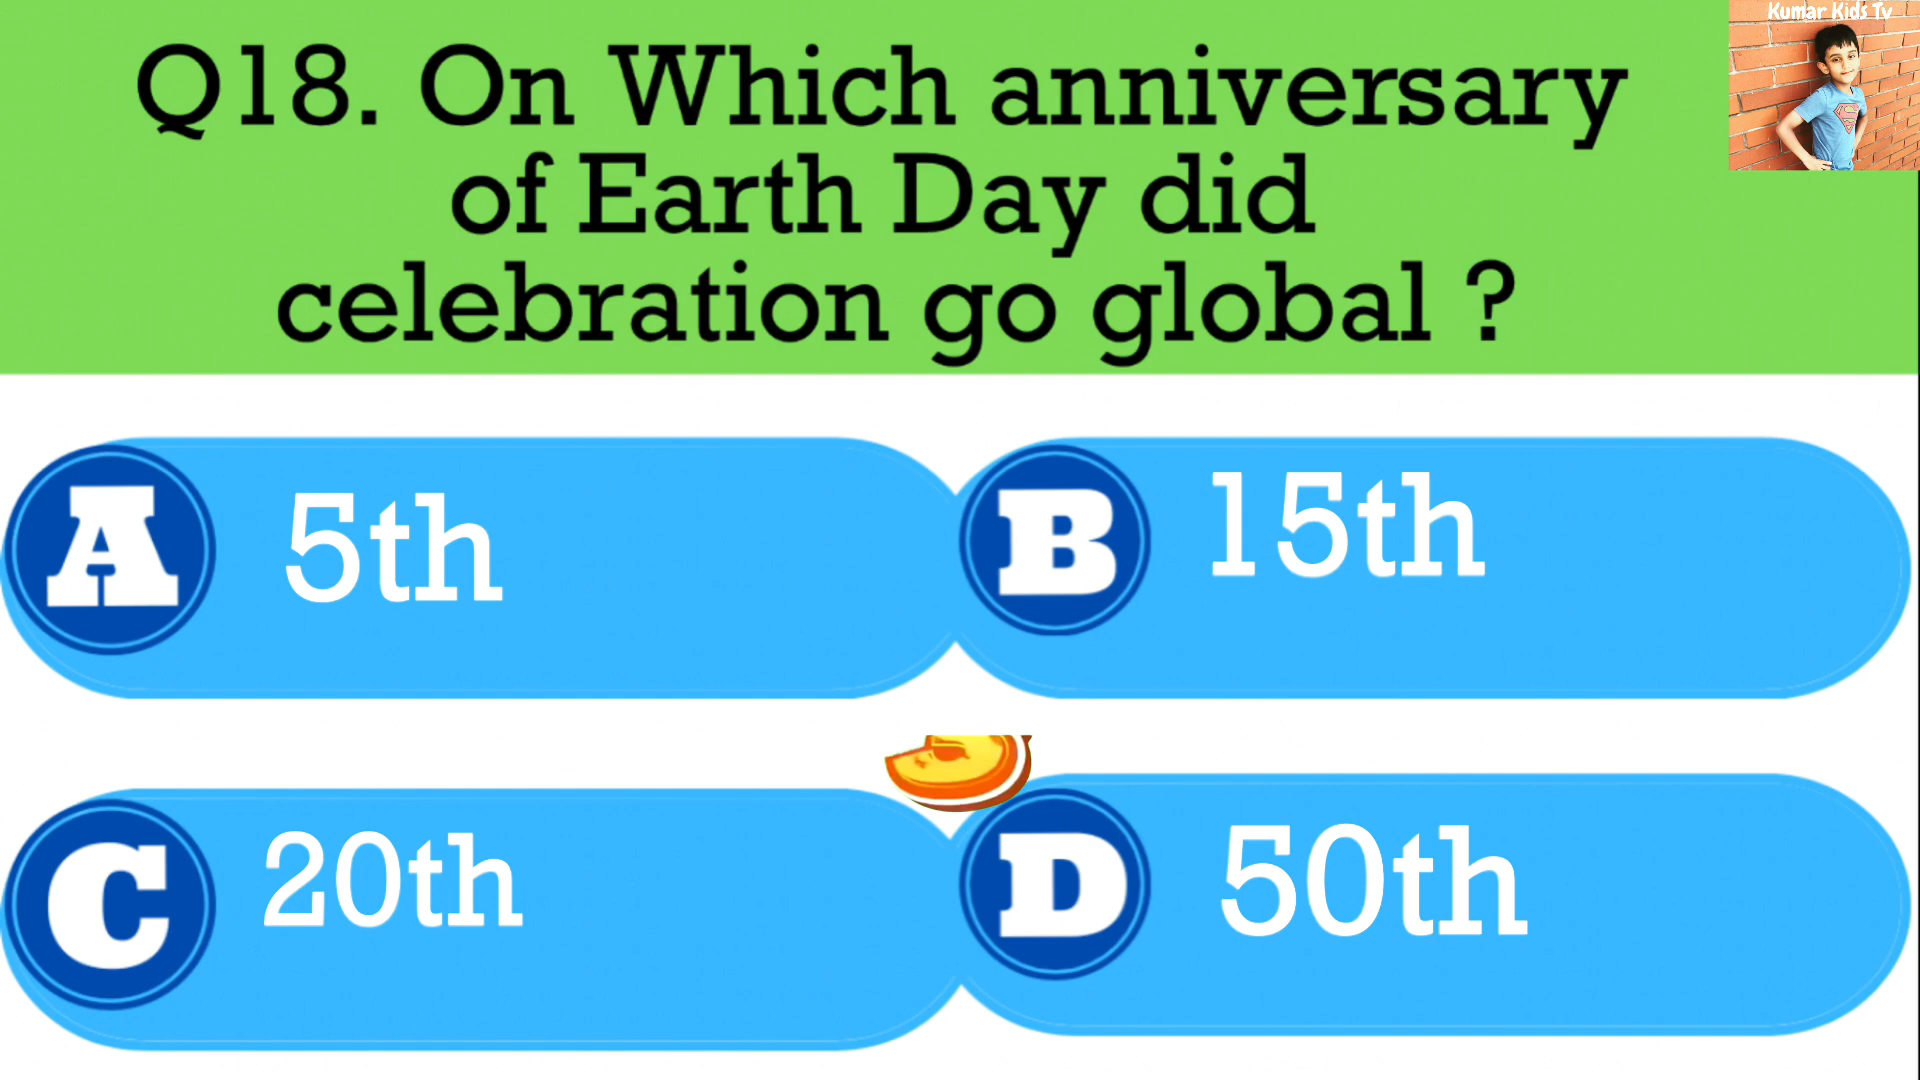 Kumar Kids Tv
Q18. On Which anniversary
of Earth Day did
celebration go global ?
A 5th
B 15th
C 20th
D 50th